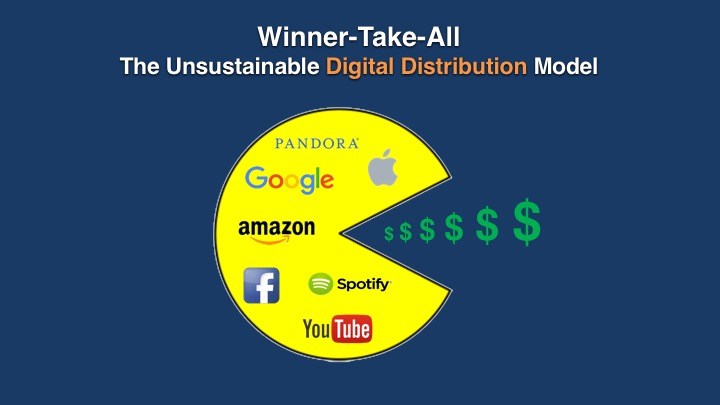 Winner-Take-All
The Unsustainable Digital Distribution Model
PANDORA
Google
amazon
$ $ $ $ $ $
f
Spotify
YouTube